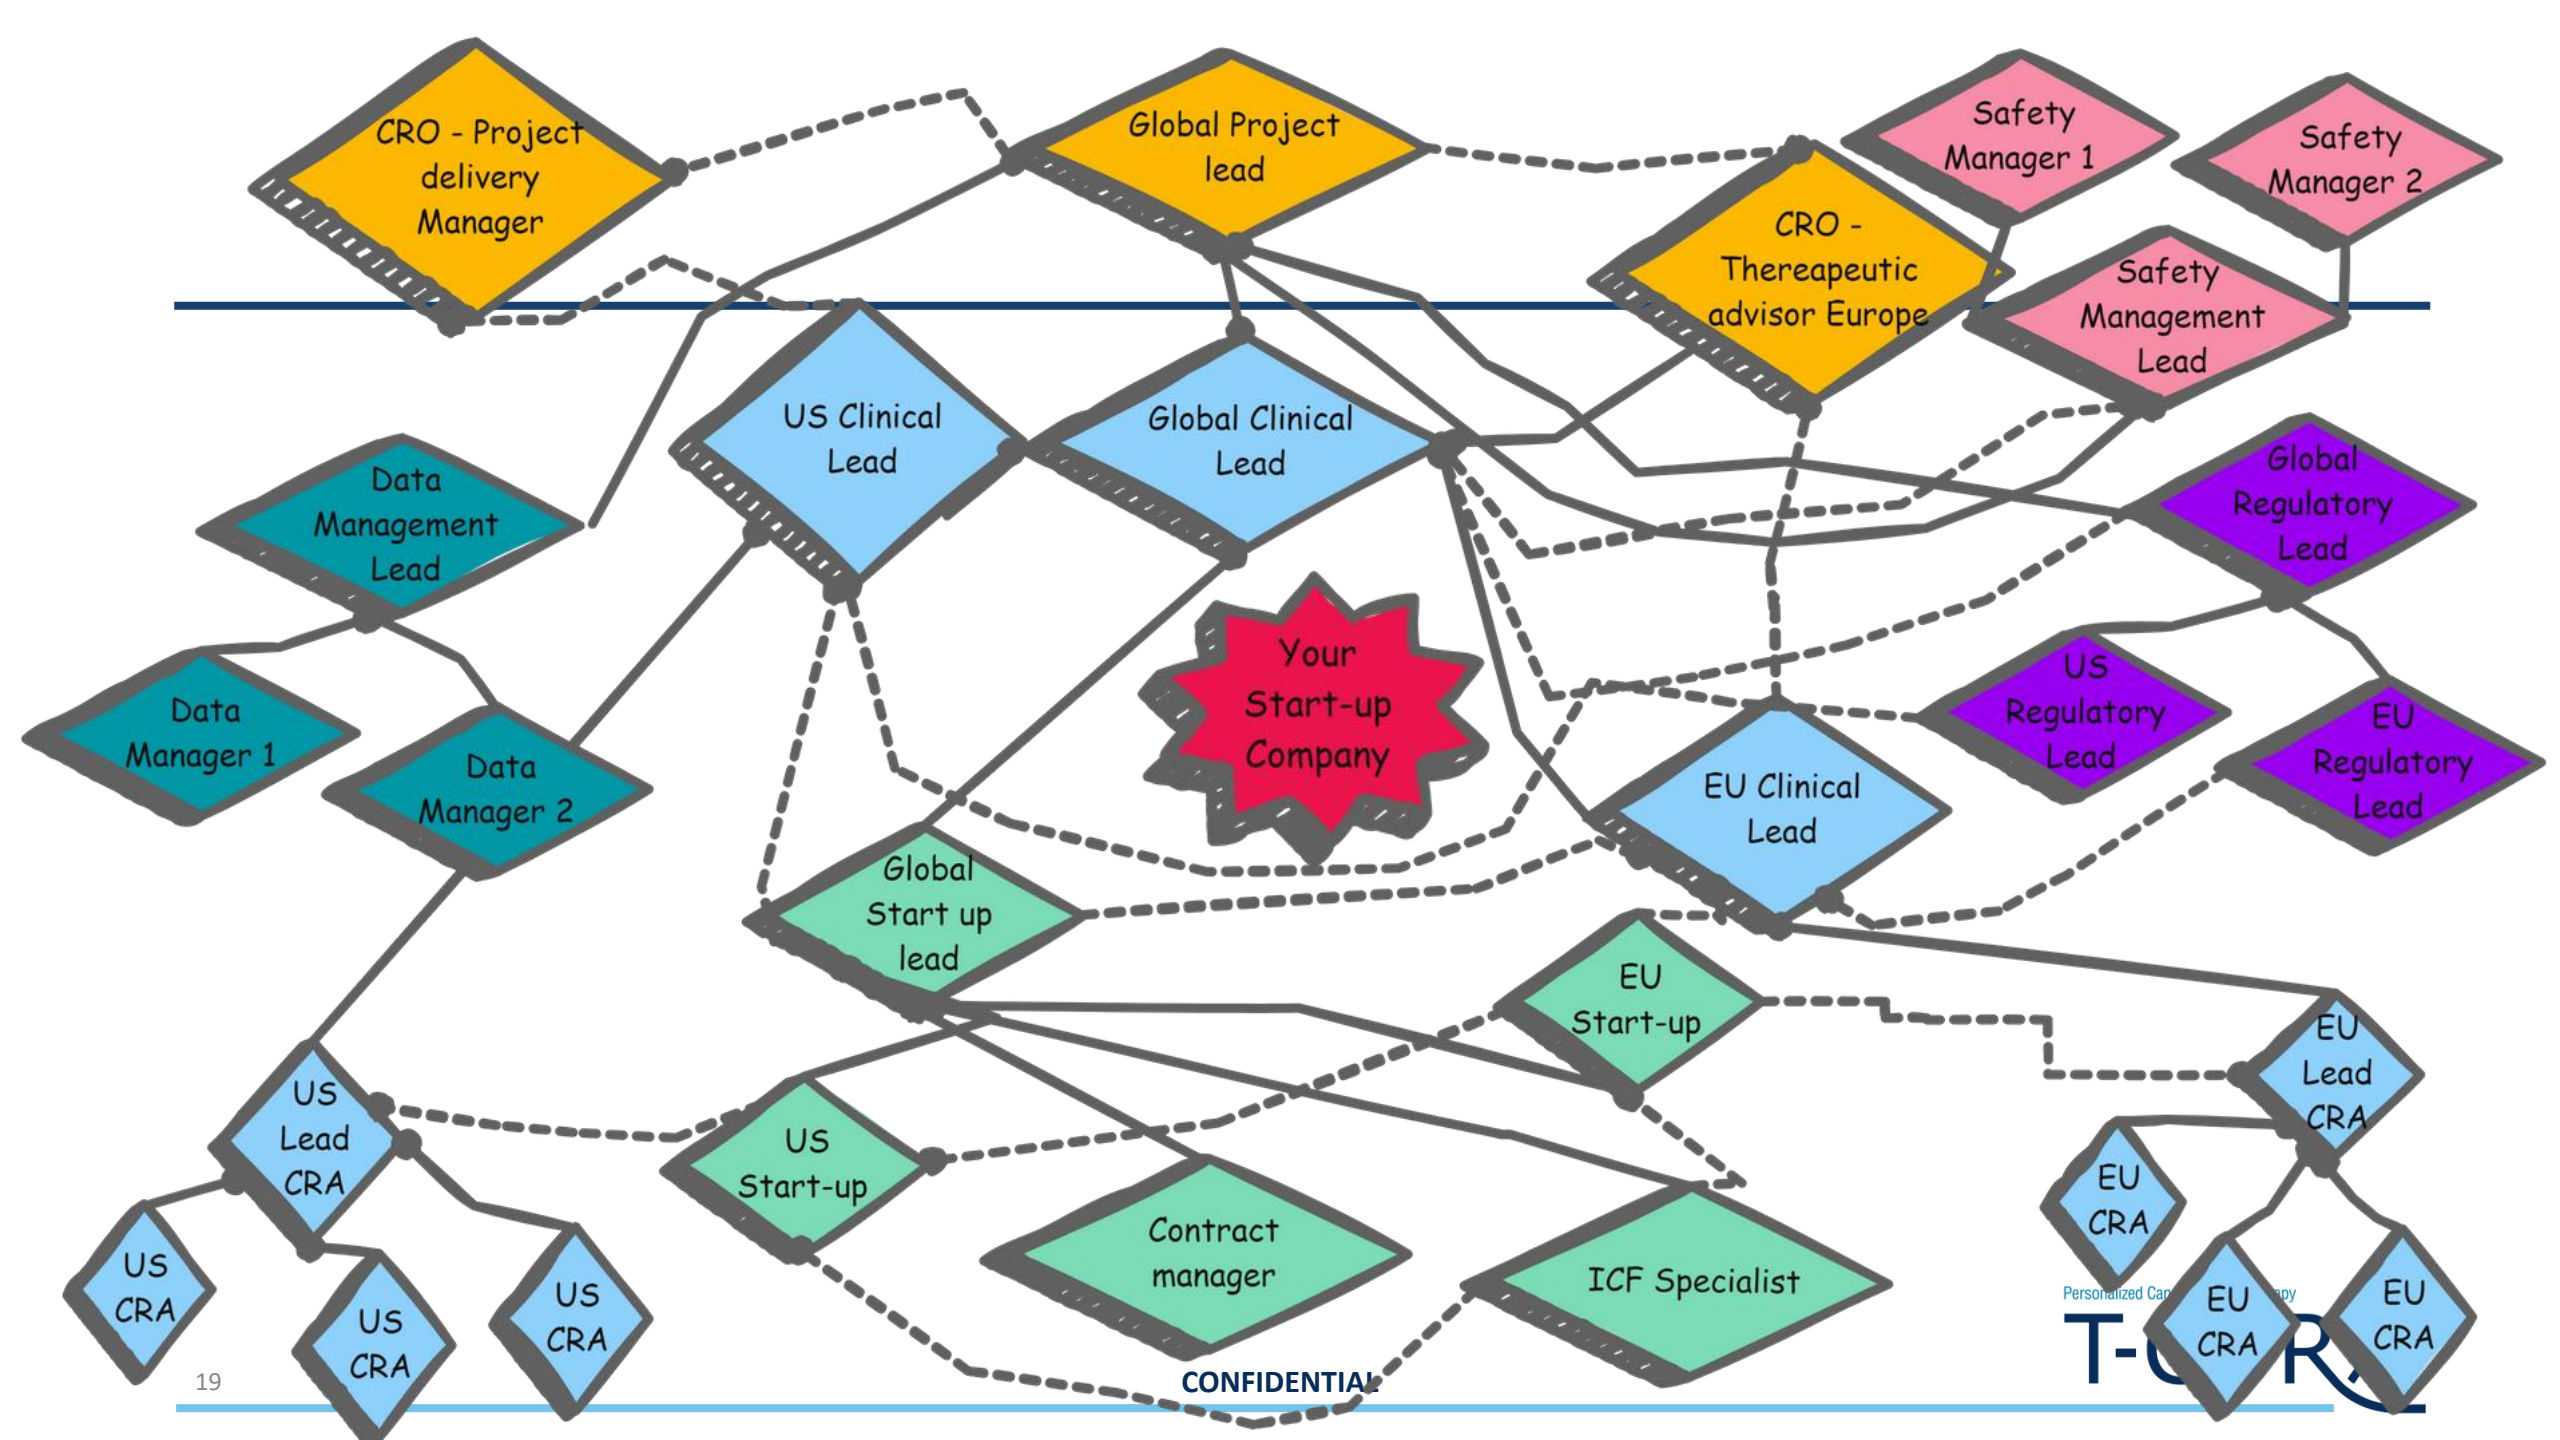 CRO - Project
delivery
Manager
Global Project
lead
Safety
Manager 1
Safety
Manager 2
CRO -
Thereapeutic
advisor Europe
Safety
Management
Lead
US Clinical
Lead
Global Clinical
Lead
Data
Management
Lead
Global
Regulatory
Lead
Your
Start-up
Company
US
Regulatory
Lead
EU
Regulatory
Lead
Data
Manager 1
Data
Manager 2
EU Clinical
Lead
Global
Start up
lead
EU
Start-up
EU
Lead
CRA
US
Lead
CRA
US
Start-up
Contract
manager
ICF Specialist
EU
CRA
US
CRA
US
CRA
US
CRA
EU
CRA
EU
CRA
Personalized
19
CONFIDENTIAL